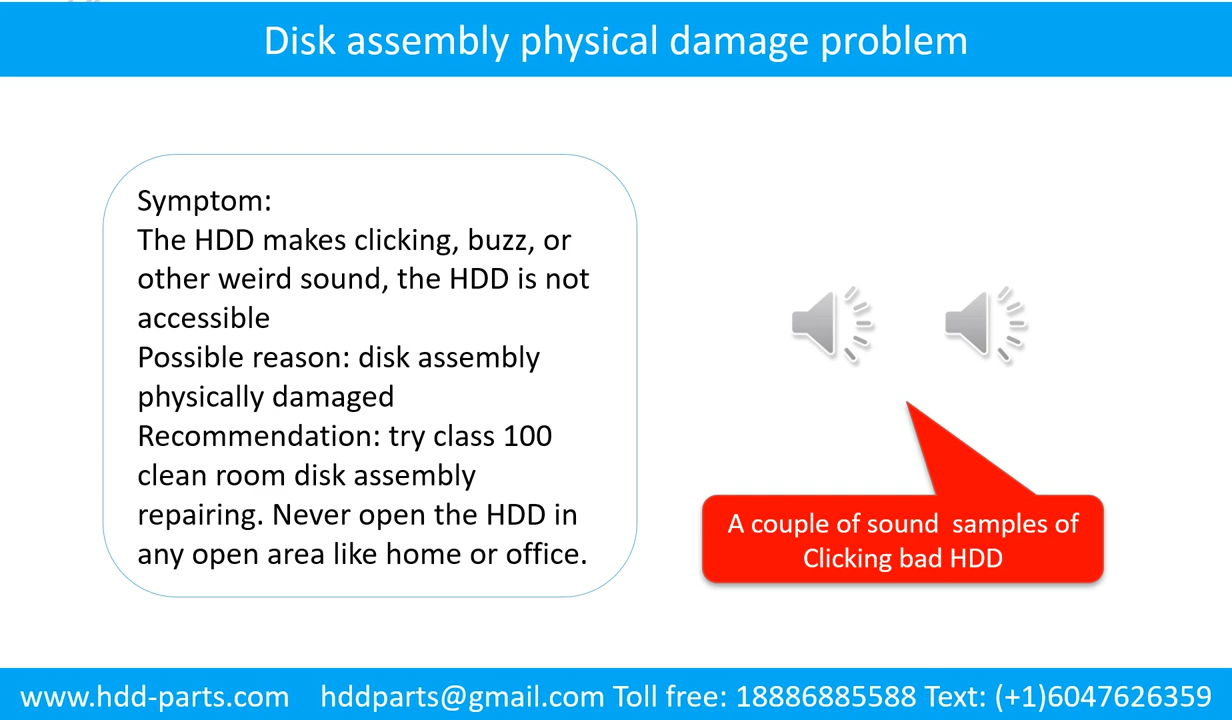 Disk assembly physical damage problem
Symptom:
The HDD makes clicking, buzz, or
other weird sound, the HDD is not
accessible
Possible reason: disk assembly
physically damaged
Recommendation: try class 100
clean room disk assembly
repairing. Never open the HDD in
any open area like home or office.
A couple of sound  samples of
Clicking bad HDD
www.hdd-parts.com    hddparts@gmail.com Toll free: 18886885588 Text: (+1)6047626359